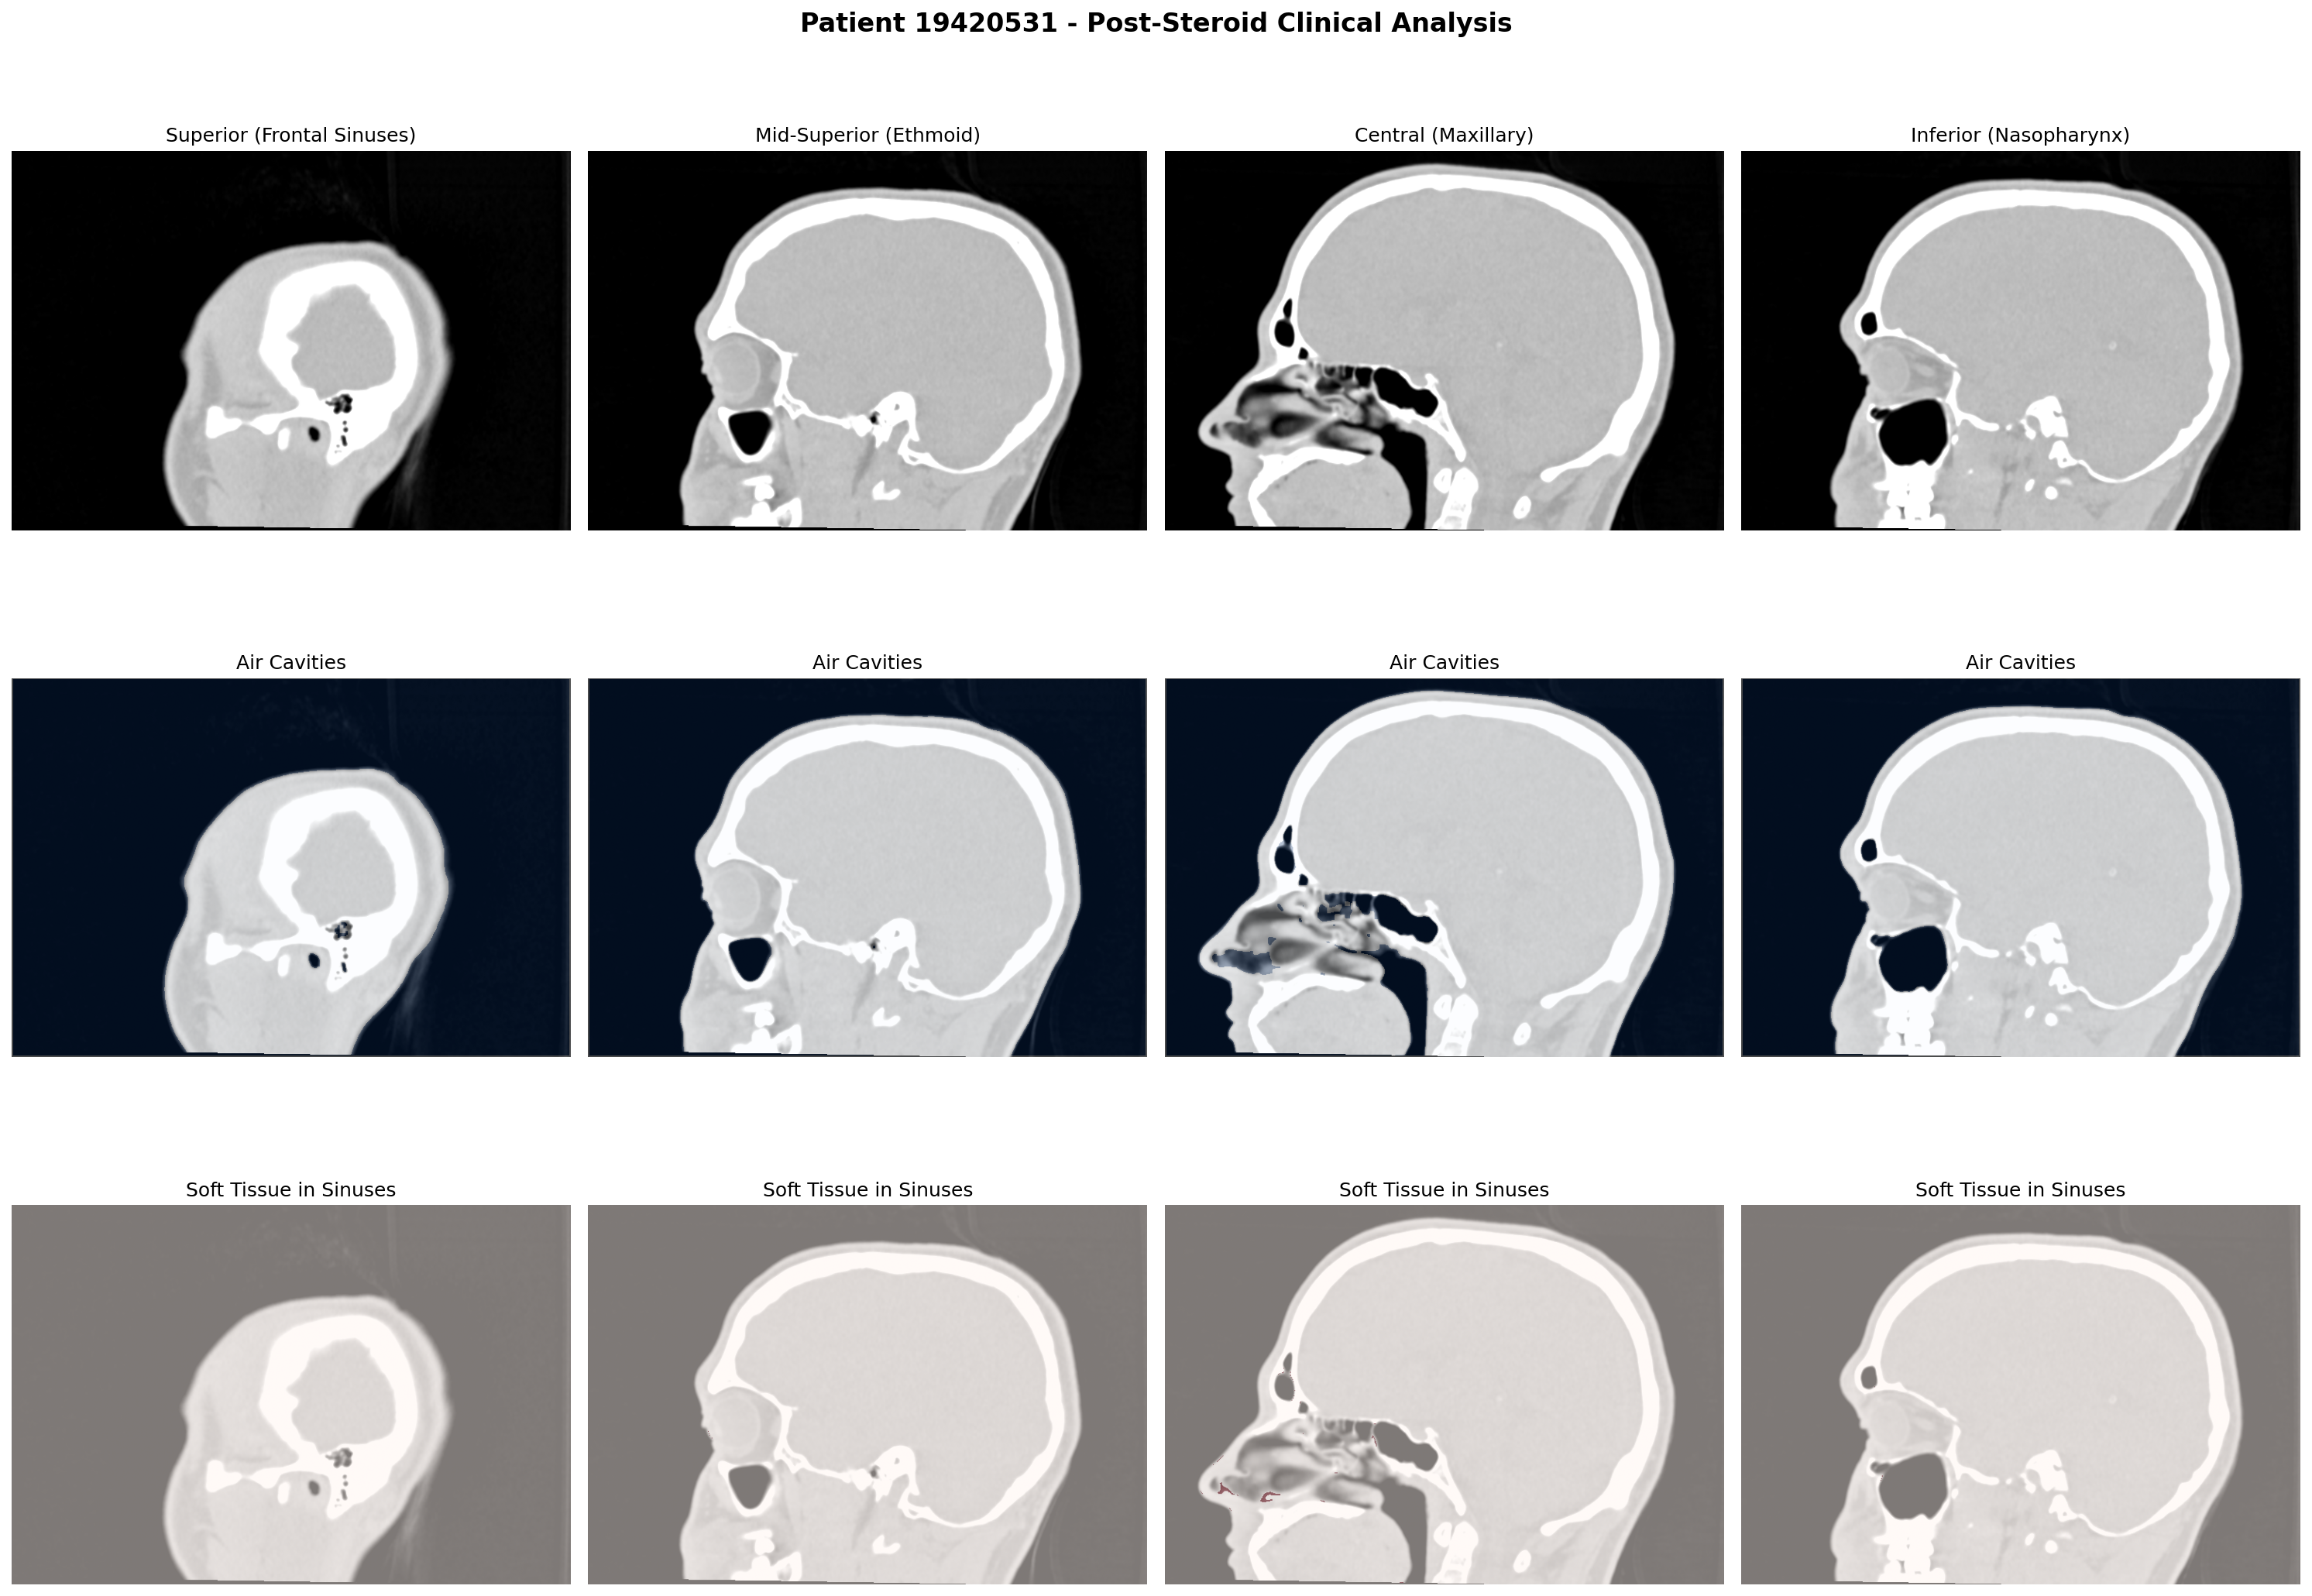 Patient 19420531 - Post-Steroid Clinical Analysis
Superior (Frontal Sinuses)
Mid-Superior (Ethmoid)
Central (Maxillary)
Inferior (Nasopharynx)
Air Cavities
Air Cavities
Air Cavities
Air Cavities
Soft Tissue in Sinuses
Soft Tissue in Sinuses
Soft Tissue in Sinuses
Soft Tissue in Sinuses